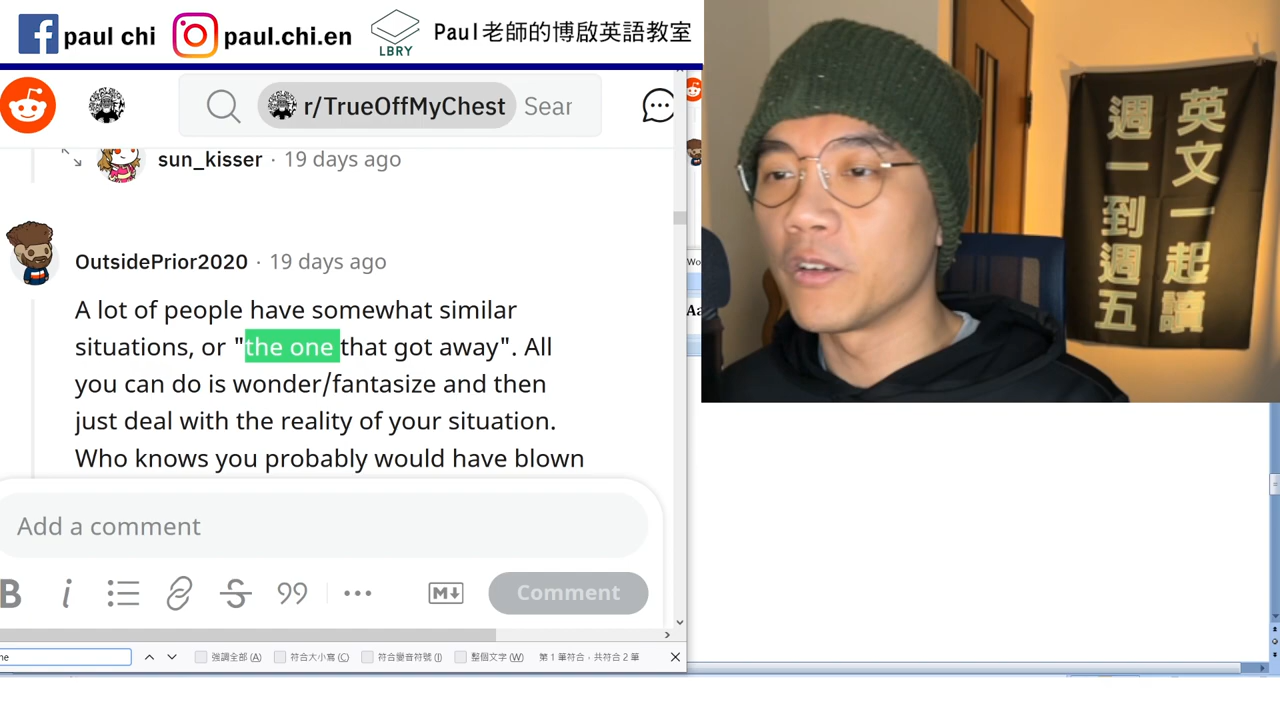 paul chi
paul.chi.en
LBRY
Paul老師的博啟英語教室
r/TrueOffMyChest
Sear
sun_kisser · 19 days ago
OutsidePrior2020 · 19 days ago
A lot of people have somewhat similar
situations, or "the one that got away". All
you can do is wonder/fantasize and then
just deal with the reality of your situation.
Who knows you probably would have blown
Add a comment
B i 99 ... M Comment
強調全部(A) 符合大小寫(C) 符合變音符號(I) 整個文字(W) 第1筆符合，共符合2筆
英文一起讀
週一到週五